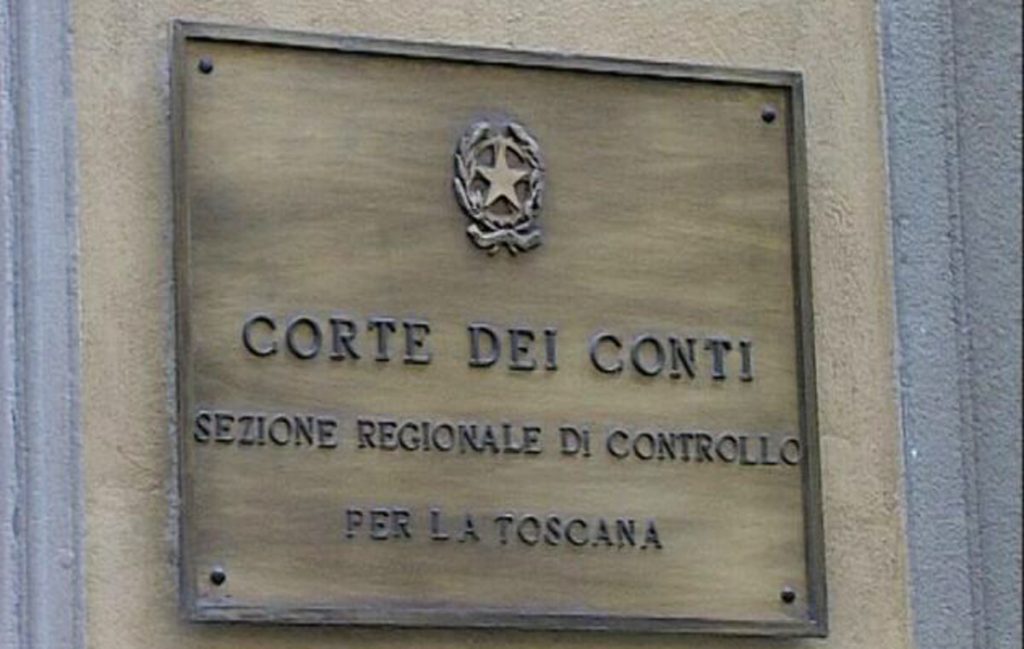 CORTE DEI CONTI
SEZIONE REGIONALE DI CONTROLLO
PER LA TOSCANA